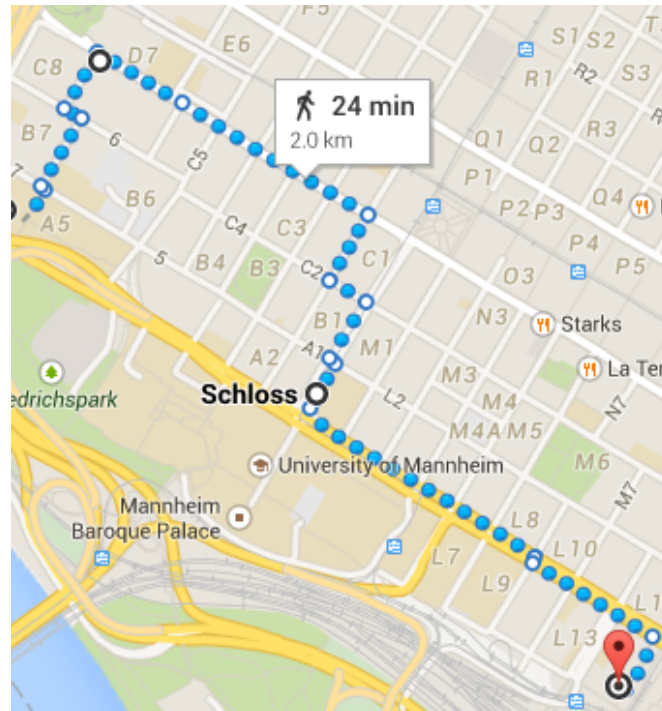 F5
C8
D7
E6
S1
S2
T
R1
R2
S3
24 min
2.0 km
B7
6
C5
Q1
Q2
R3
R
7
B6
P1
Q4
A5
C4
C3
P2
P3
5
B4
B3
C2
C1
P4
O3
P5
B1
N3
Starks
A2
A1
M1
M3
La Ter
edrichspark
Schloss
L2
M4
N7
M4A
M5
University of Mannheim
M6
M7
Mannheim
Baroque Palace
L8
L7
L10
L9
L1
L13